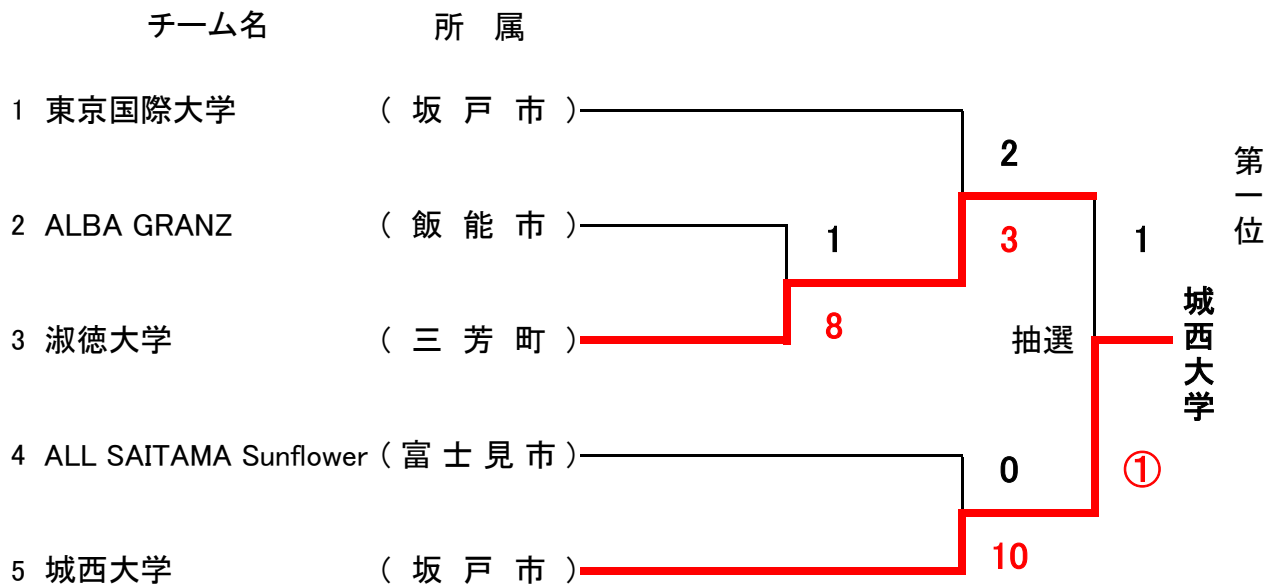 チーム名 所 属
1 東京国際大学 ( 坂 戸 市 )
2
第一位
2 ALBA GRANZ ( 飯 能 市 )
1
3
1
3 淑徳大学 ( 三 芳 町 )
8
抽選
城西大学
4 ALL SAITAMA Sunflower ( 富 士 見 市 )
0
①
5 城西大学 ( 坂 戸 市 )
10